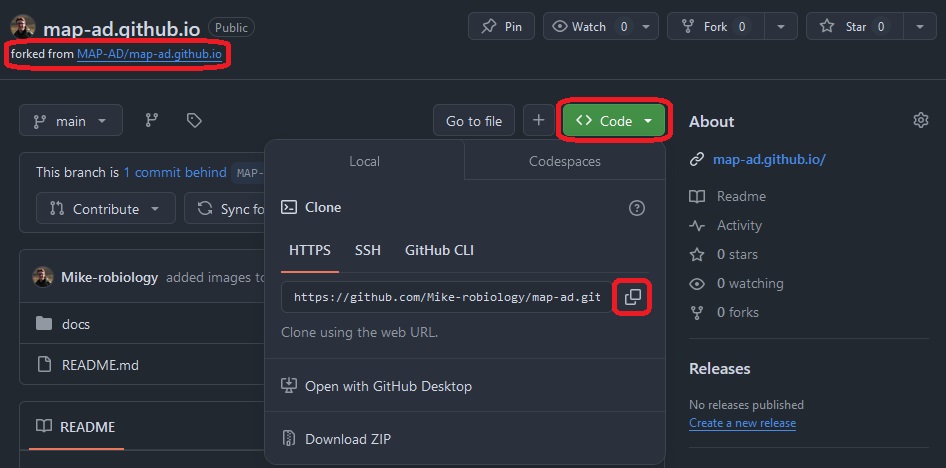 map-ad.github.io Public
Pin Watch 0 Fork 0 Star 0
forked from MAP-AD/map-ad.github.io
main Go to file Code
About
Local Codespaces
map-ad.github.io/
This branch is 1 commit behind MAP-
Clone
Readme
Contribute Sync fo
Activity
HTTPS SSH GitHub CLI
0 stars
Mike-robiology added images to
0 watching
https://github.com/Mike-robiology/map-ad.git
0 forks
docs
Clone using the web URL.
README.md
Releases
Open with GitHub Desktop
No releases published
README
Create a new release
Download ZIP